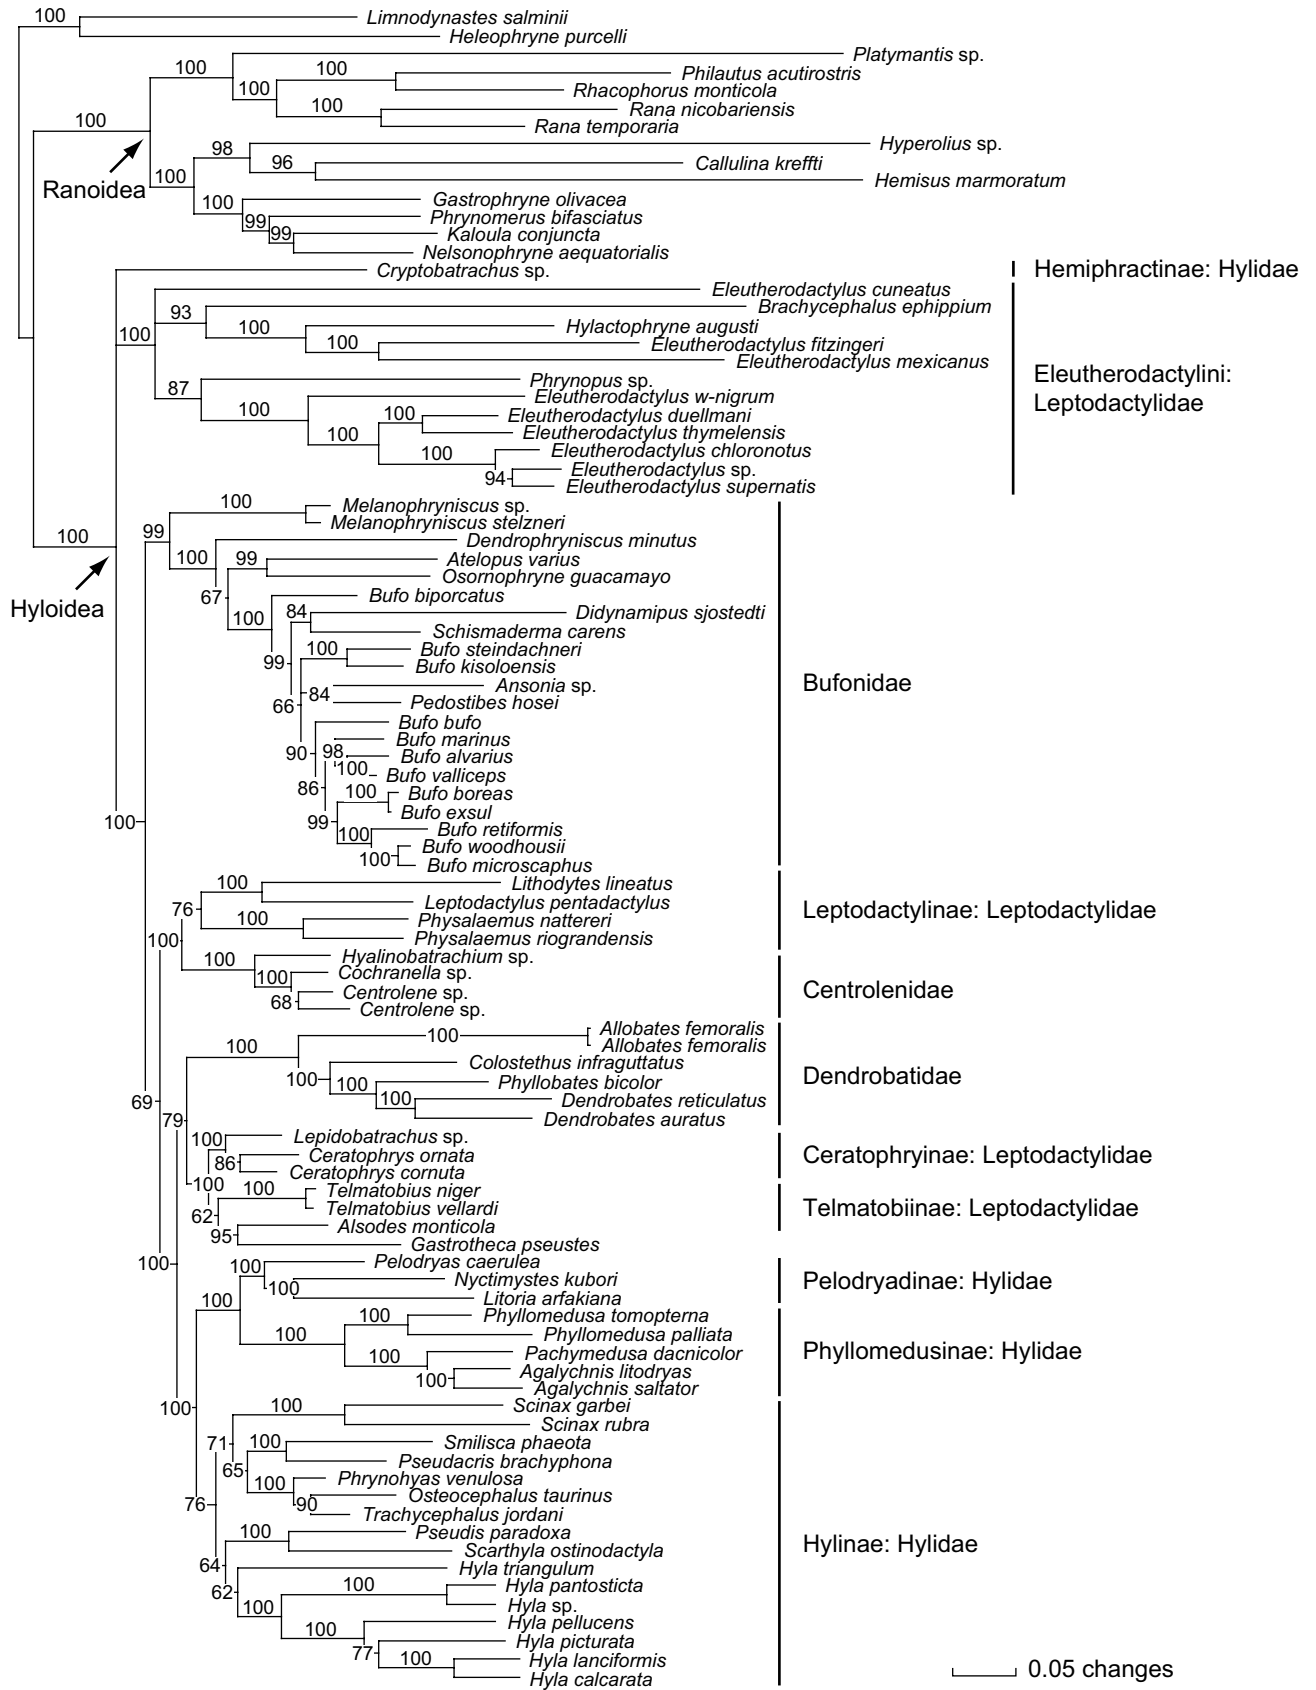 100
Limnodynastes salminii
Heleophryne purcelli
Platymantis sp.
100
100
Philautus acutirostris
100
Rhacophorus monticola
100
Rana nicobariensis
100
Rana temporaria
Hyperolius sp.
98
96
Callulina kreffti
Ranoidea
100
Hemisus marmoratum
100
Gastrophryne olivacea
99
Phrynomerus bifasciatus
99
Kaloula conjuncta
Nelsonophryne aequatorialis
Cryptobatrachus sp.
Hemiphractinae: Hylidae
Eleutherodactylus cuneatus
93
Brachycephalus ephippium
100
100
Hylactophryne augusti
100
Eleutherodactylus fitzingeri
Eleutherodactylus mexicanus
Eleutherodactylini:
Leptodactylidae
87
Phrynopus sp.
Eleutherodactylus w-nigrum
100
100
Eleutherodactylus duellmani
100
Eleutherodactylus thymelensis
100
Eleutherodactylus chloronotus
94
Eleutherodactylus sp.
Eleutherodactylus supernatis
100
Hyloidea
99
100
Melanophryniscus sp.
Melanophryniscus stelzneri
Dendrophryniscus minutus
100
99
Atelopus varius
Osornophryne guacamayo
67
Bufo biporcatus
100
84
Didynamipus sjostedti
Schismaderma carens
99
100
Bufo steindachneri
Bufo kisoloensis
84
Ansonia sp.
66
Pedostibes hosei
Bufonidae
Bufo bufo
90
98
Bufo marinus
Bufo alvarius
100
Bufo valliceps
86
100
Bufo boreas
Bufo exsul
99
100
Bufo retiformis
Bufo woodhousii
100
Bufo microscaphus
100
100
Lithodytes lineatus
76
Leptodactylus pentadactylus
100
Physalaemus nattereri
Physalaemus riograndensis
Leptodactylinae: Leptodactylidae
100
100
Hyalinobatrachium sp.
100
Cochranella sp.
68
Centrolene sp.
Centrolene sp.
Centrolenidae
100
100
Allobates femoralis
Allobates femoralis
Colostethus infraguttatus
100
100
Phyllobates bicolor
100
Dendrobates reticulatus
Dendrobates auratus
Dendrobatidae
69
79
100
Lepidobatrachus sp.
86
Ceratophrys ornata
Ceratophrys cornuta
Ceratophryinae: Leptodactylidae
100
100
Telmatobius niger
Telmatobius vellardi
Telmatobiinae: Leptodactylidae
62
95
Alsodes monticola
Gastrotheca pseustes
100
100
Pelodryas caerulea
100
Nyctimystes kubori
Litoria arfakiana
Pelodryadinae: Hylidae
100
100
Phyllomedusa tomopterna
Phyllomedusa palliata
100
100
Pachymedusa dacnicolor
100
Agalychnis litodryas
Agalychnis saltator
Phyllomedusinae: Hylidae
100
100
Scinax garbei
Scinax rubra
71
100
Smilisca phaeota
65
Pseudacris brachyphona
100
Phrynohyas venulosa
90
Osteocephalus taurinus
Trachycephalus jordani
76
100
Pseudis paradoxa
Scarthyla ostinodactyla
Hylinae: Hylidae
64
Hyla triangulum
62
100
Hyla pantosticta
Hyla sp.
100
100
Hyla pellucens
77
Hyla picturata
100
Hyla lanciformis
Hyla calcarata
0.05 changes